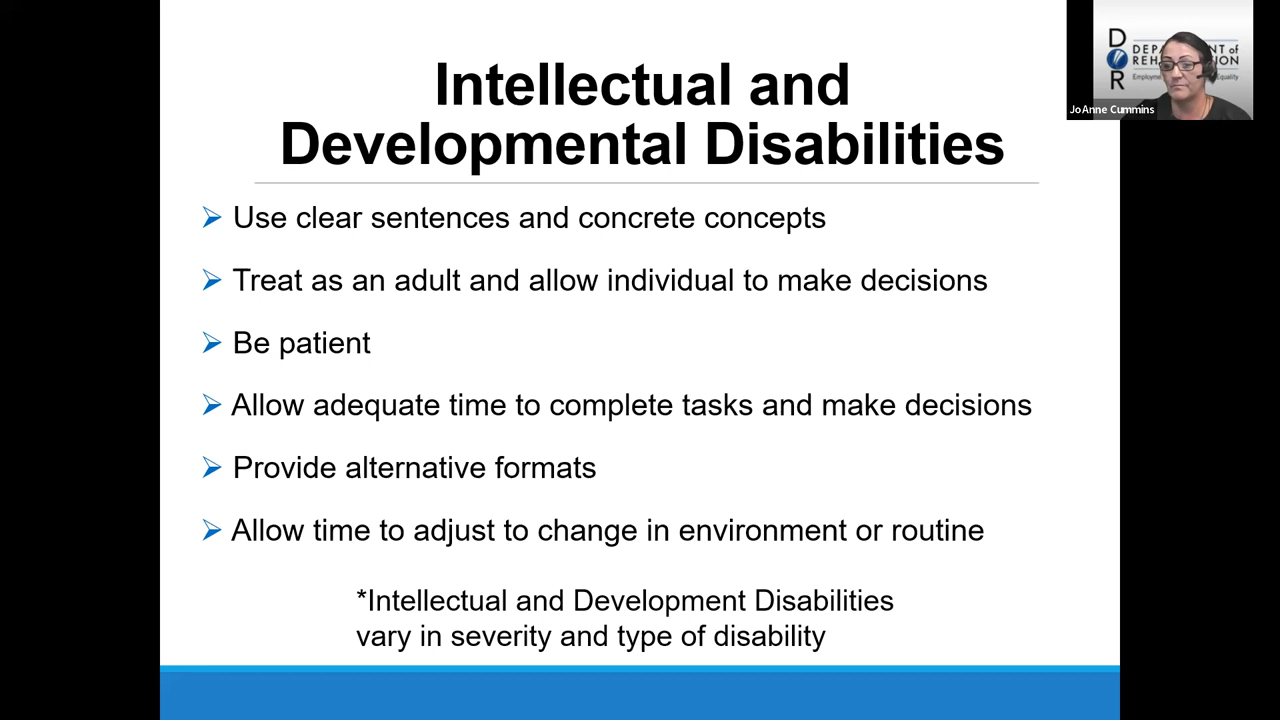 Intellectual and
Developmental Disabilities
Use clear sentences and concrete concepts
Treat as an adult and allow individual to make decisions
Be patient
Allow adequate time to complete tasks and make decisions
Provide alternative formats
Allow time to adjust to change in environment or routine
*Intellectual and Development Disabilities
vary in severity and type of disability
DOR
JoAnne Cummins